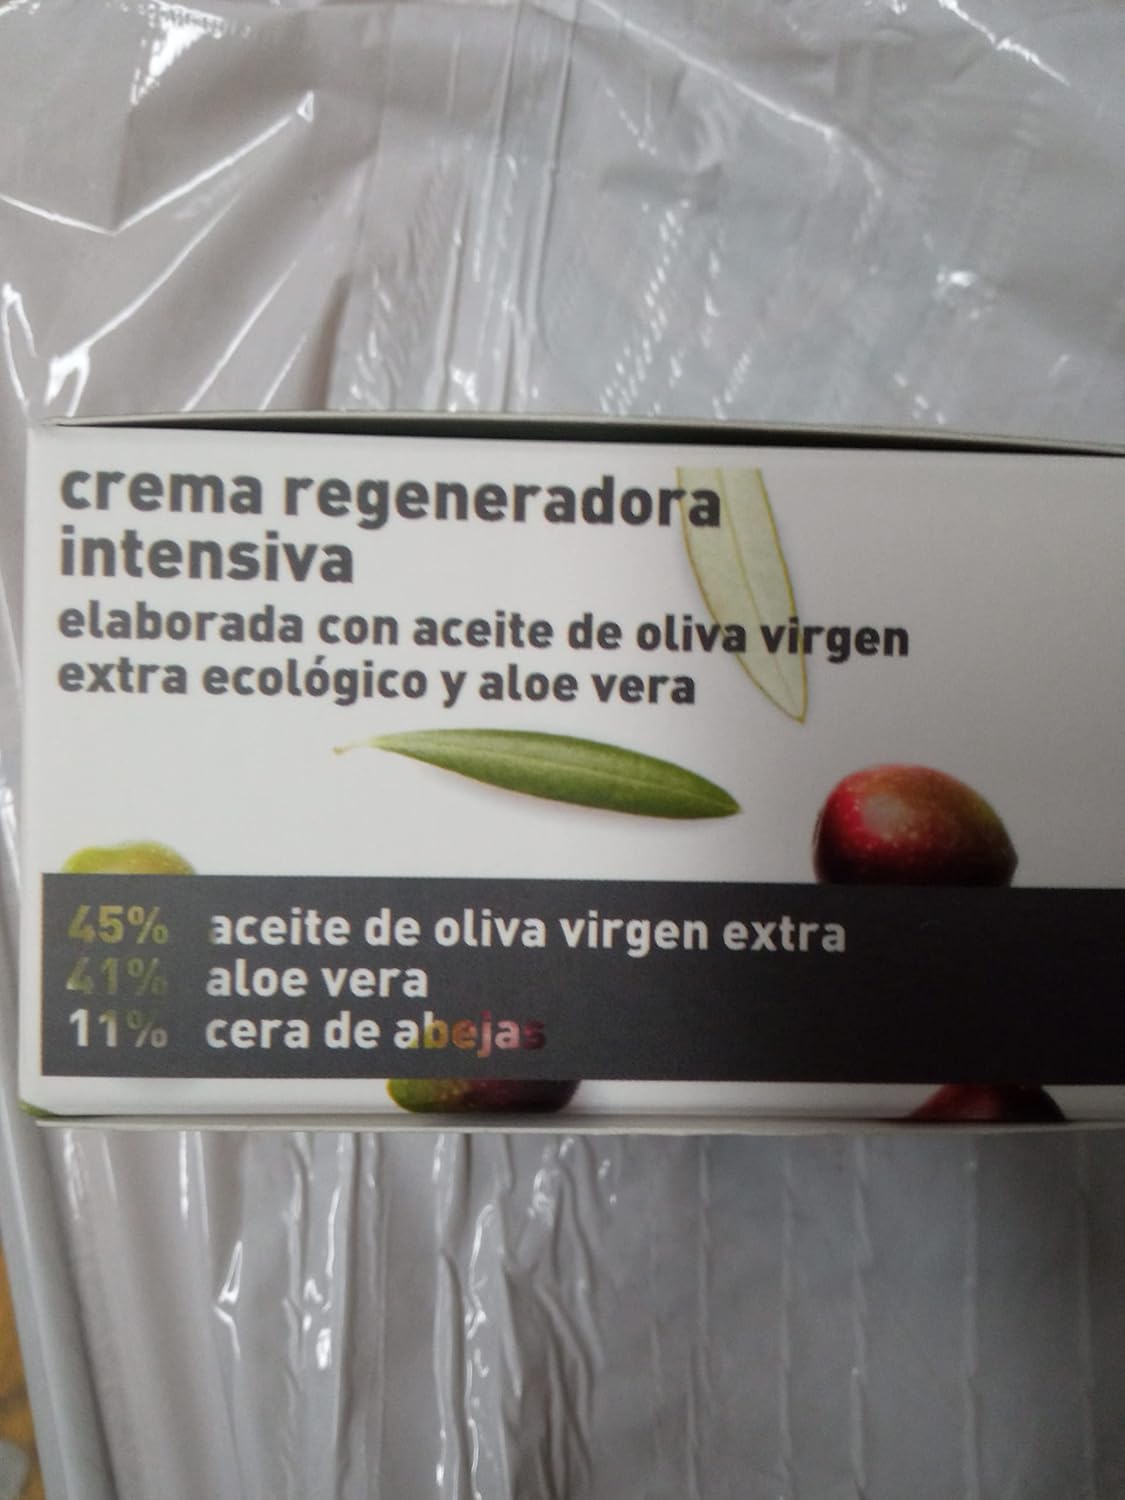 crema regeneradora
intensiva
elaborada con aceite de oliva virgen
extra ecológico y aloe vera
45% aceite de oliva virgen extra
41% aloe vera
11% cera de abejas